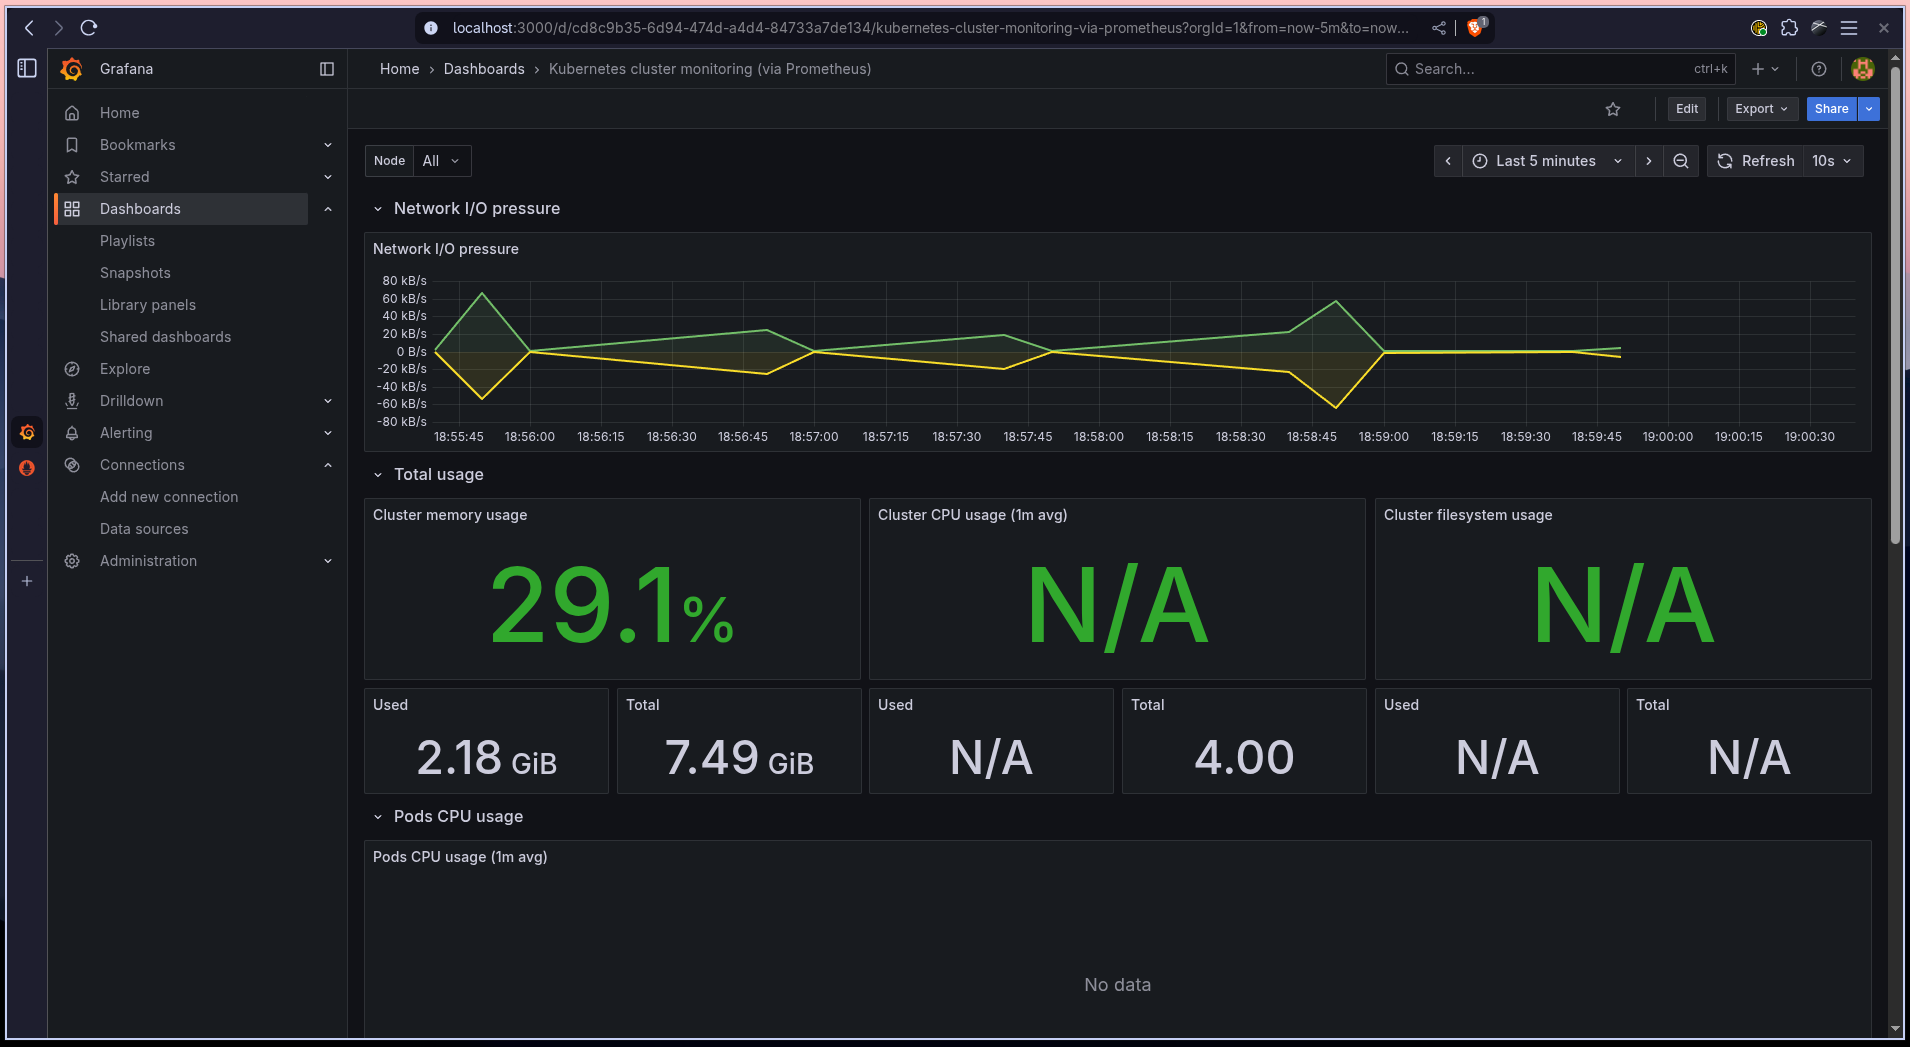 localhost:3000/d/cd8c9b35-6d94-474d-a4d4-84733a7de134/kubernetes-cluster-monitoring-via-prometheus?orgId=1&from=now-5m&to=now...
1
Grafana
Home › Dashboards › Kubernetes cluster monitoring (via Prometheus)
Search...
ctrl+k
Home
Bookmarks
Starred
Dashboards
Playlists
Snapshots
Library panels
Shared dashboards
Explore
Drilldown
Alerting
Connections
Add new connection
Data sources
Administration
Edit
Export
Share
Node
All
Last 5 minutes
Refresh
10s
Network I/O pressure
Network I/O pressure
80 kB/s
60 kB/s
40 kB/s
20 kB/s
0 B/s
-20 kB/s
-40 kB/s
-60 kB/s
-80 kB/s
18:55:45 18:56:00 18:56:15 18:56:30 18:56:45 18:57:00 18:57:15 18:57:30 18:57:45 18:58:00 18:58:15 18:58:30 18:58:45 18:59:00 18:59:15 18:59:30 18:59:45 19:00:00 19:00:15 19:00:30
Total usage
Cluster memory usage
29.1%
Cluster CPU usage (1m avg)
N/A
Cluster filesystem usage
N/A
Used
2.18 GiB
Total
7.49 GiB
Used
N/A
Total
4.00
Used
N/A
Total
N/A
Pods CPU usage
Pods CPU usage (1m avg)
No data